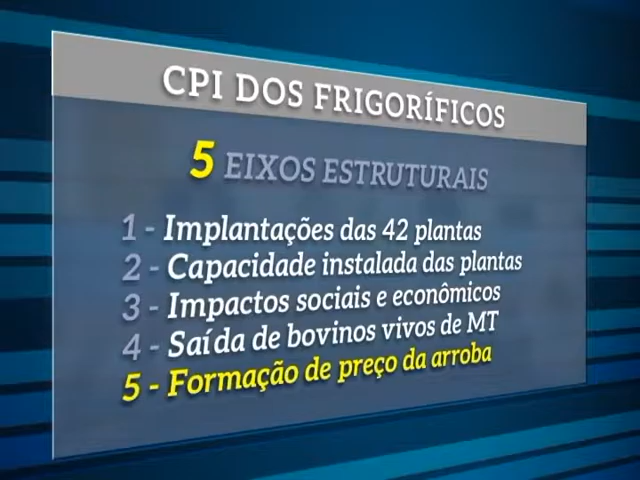 CPI DOS FRIGORÍFICOS
5 EIXOS ESTRUTURAIS
1 - Implantações das 42 plantas
2 - Capacidade instalada das plantas
3 - Impactos sociais e econômicos
4 - Saída de bovinos vivos de MT
5 - Formação de preço da arroba